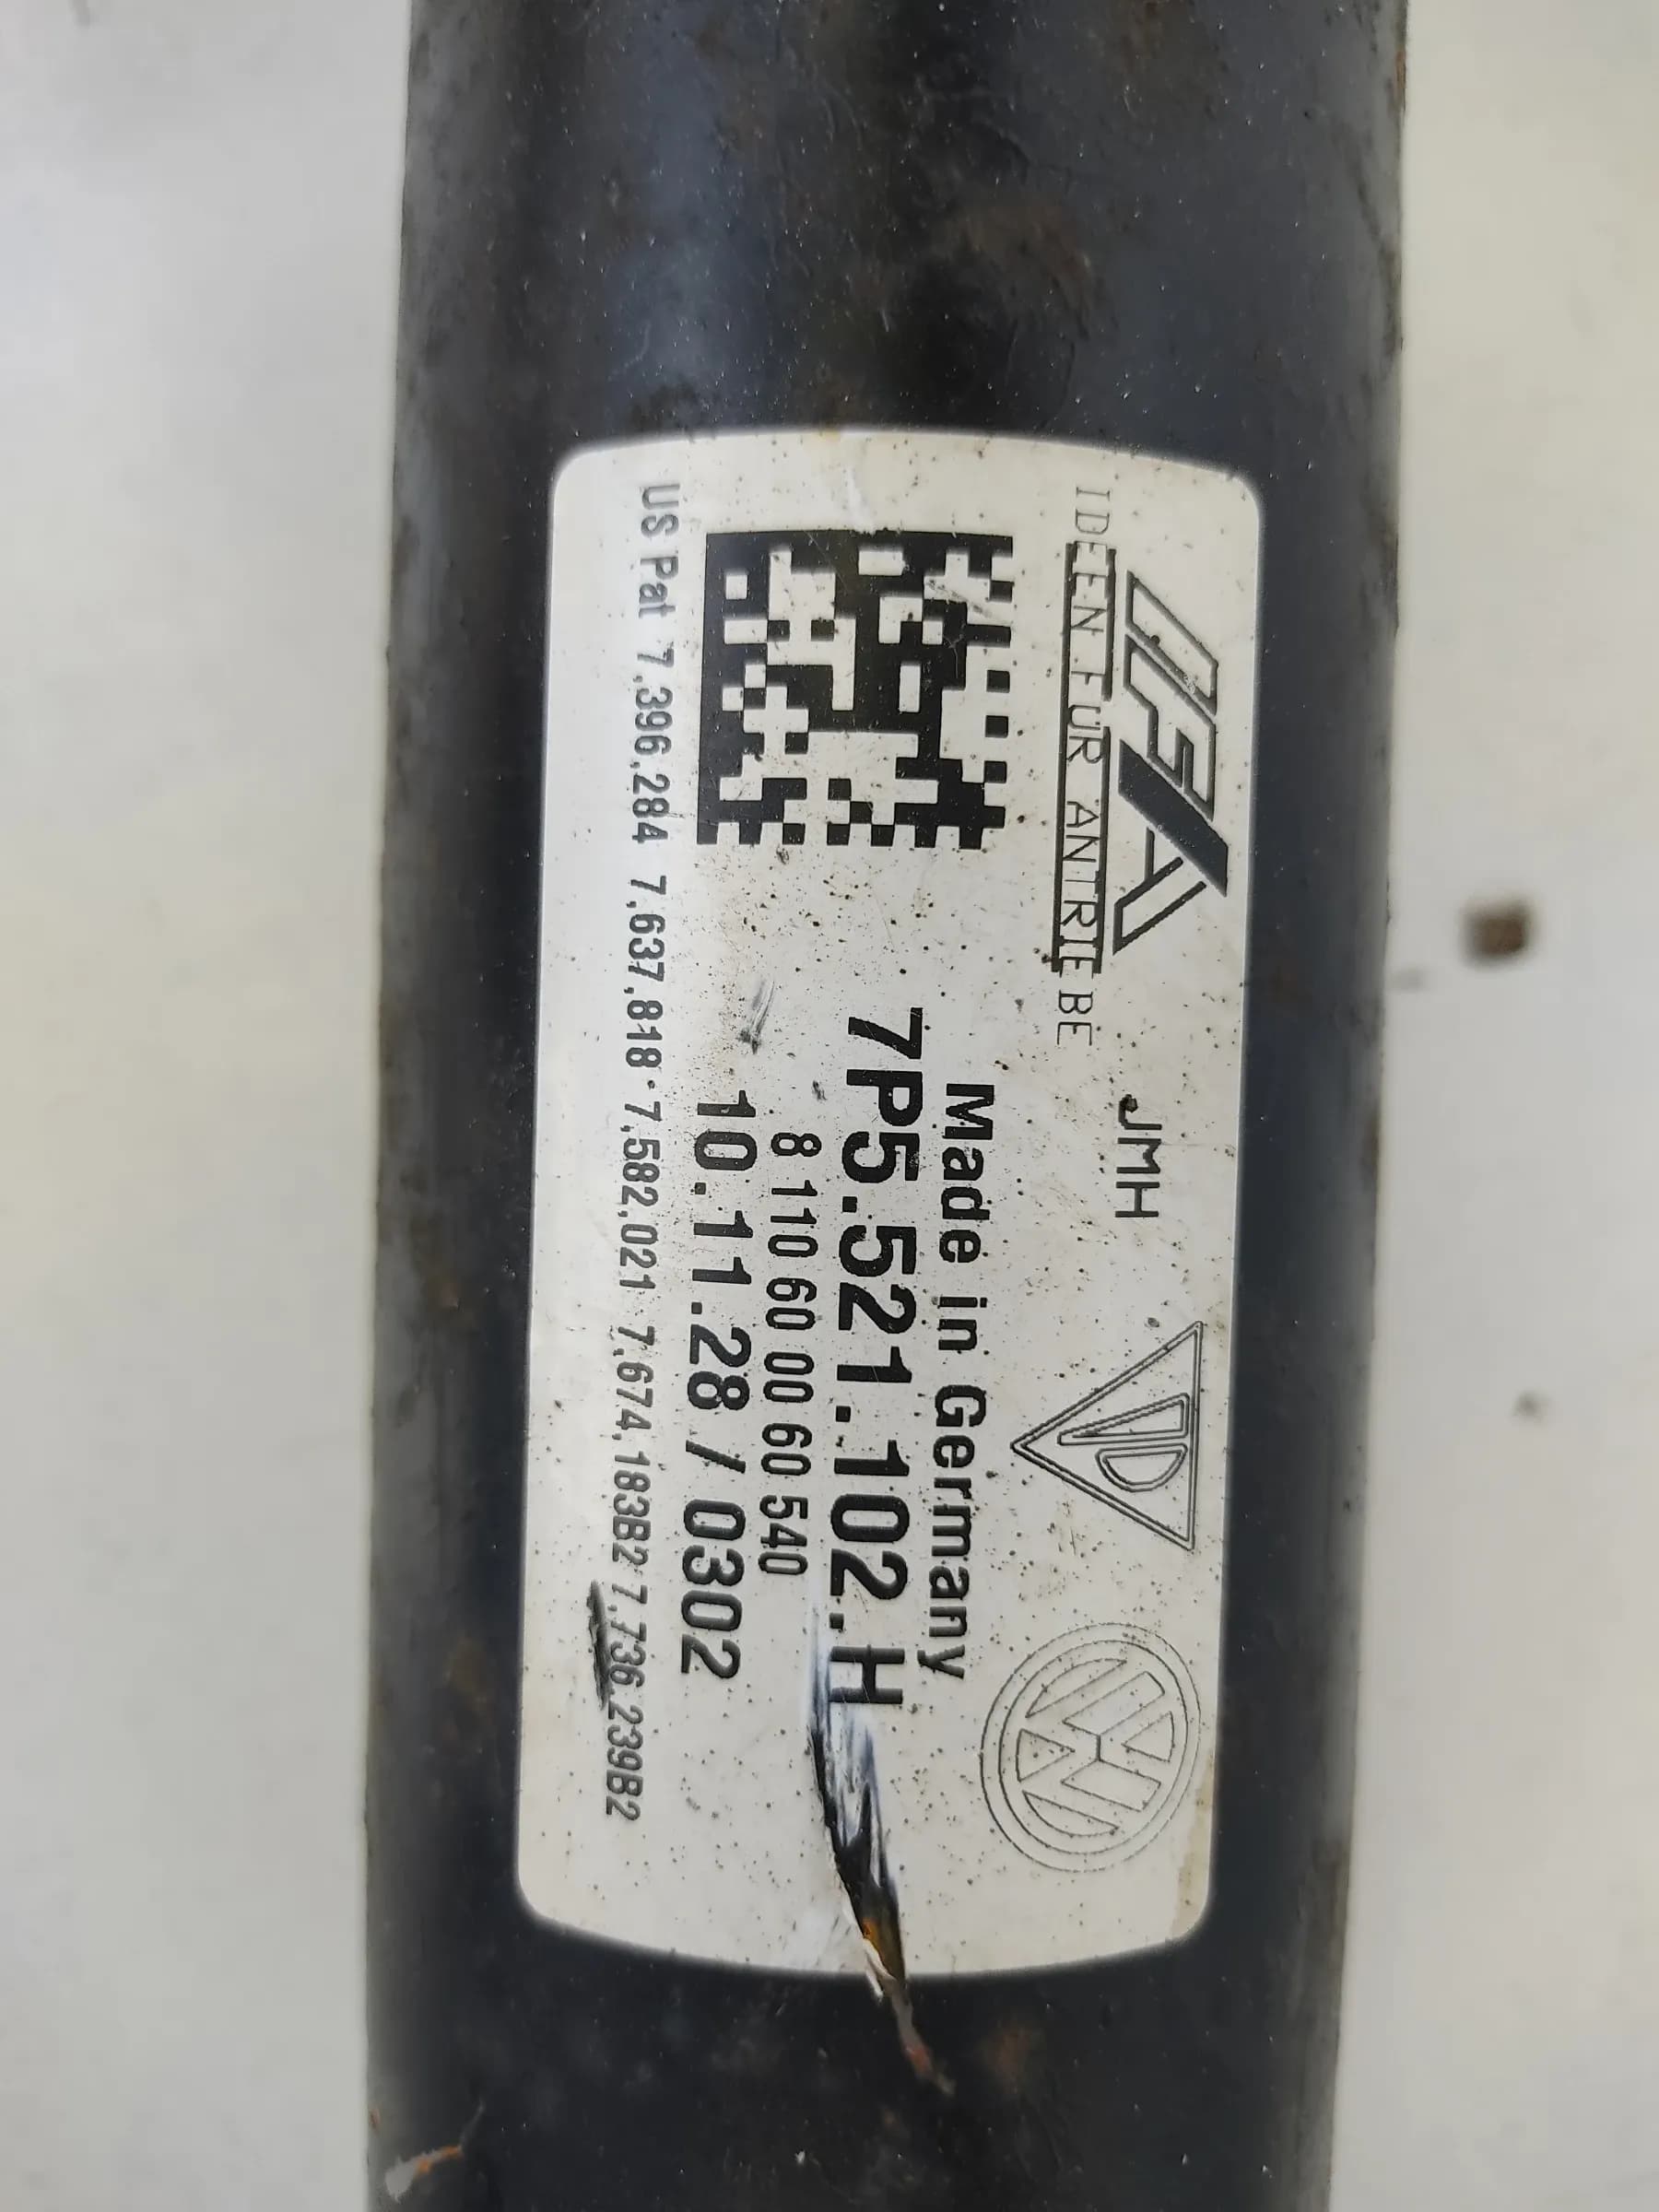 IFA
IDEEN FUR ANTRIEBE
JMH
Made in Germany
7P5.521.102.H
8 110 60 00 60 540
10.11.28 / 0302
US Pat 7,396,284 7,637,818 7,582,021 7,674,183B2 7,736,239B2